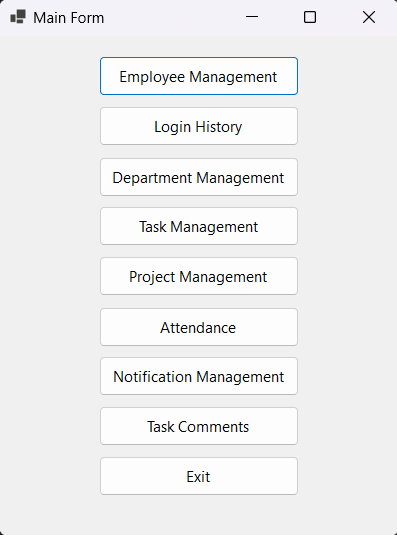 Main Form
Employee Management
Login History
Department Management
Task Management
Project Management
Attendance
Notification Management
Task Comments
Exit